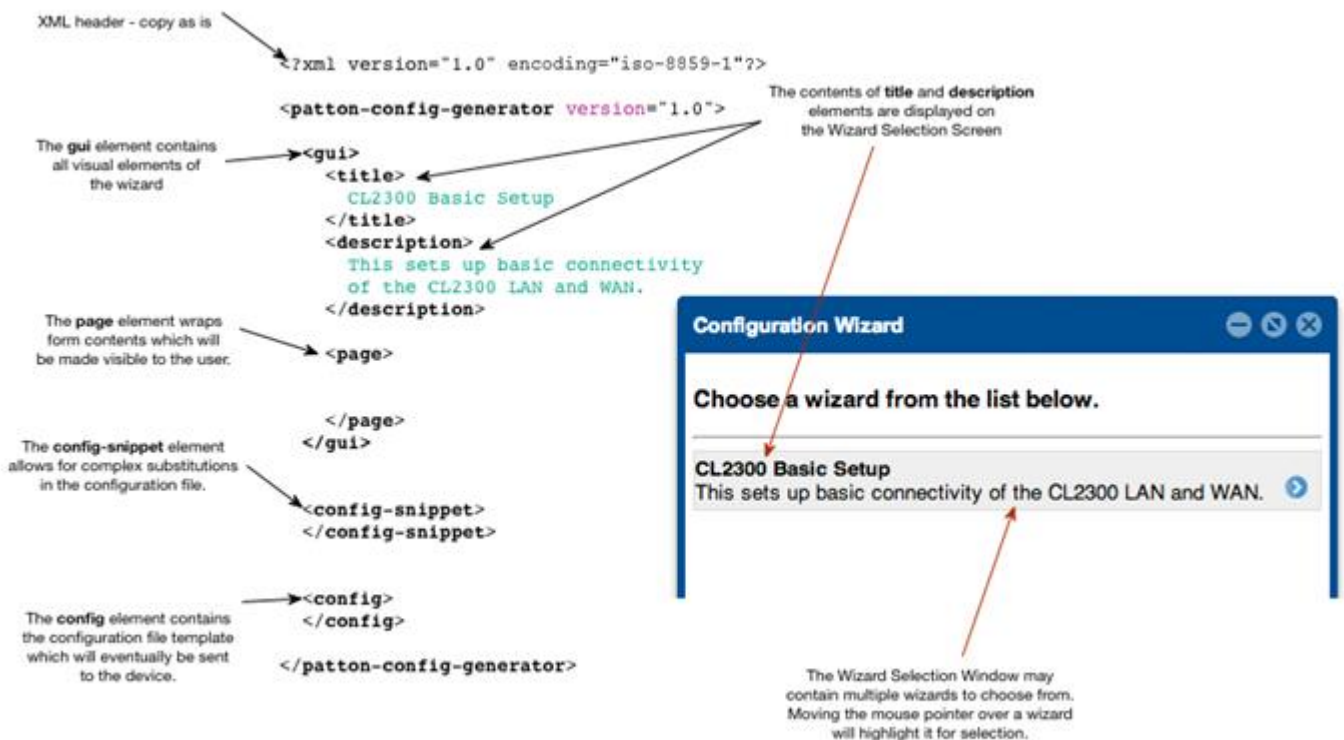 XML header - copy as is
<?xml version="1.0" encoding="iso-8859-1"?>
<patton-config-generator version="1.0">
The contents of title and description
elements are displayed on
the Wizard Selection Screen
The gui element contains
all visual elements of
the wizard
<gui>
<title>
CL2300 Basic Setup
</title>
<description>
This sets up basic connectivity
of the CL2300 LAN and WAN.
</description>
The page element wraps
form contents which will
be made visible to the user.
<page>
</page>
</gui>
The config-snippet element
allows for complex substitutions
in the configuration file.
<config-snippet>
</config-snippet>
The config element contains
the configuration file template
which will eventually be sent
to the device.
<config>
</config>
</patton-config-generator>
Configuration Wizard
Choose a wizard from the list below.
CL2300 Basic Setup
This sets up basic connectivity of the CL2300 LAN and WAN.
The Wizard Selection Window may
contain multiple wizards to choose from.
Moving the mouse pointer over a wizard
will highlight it for selection.